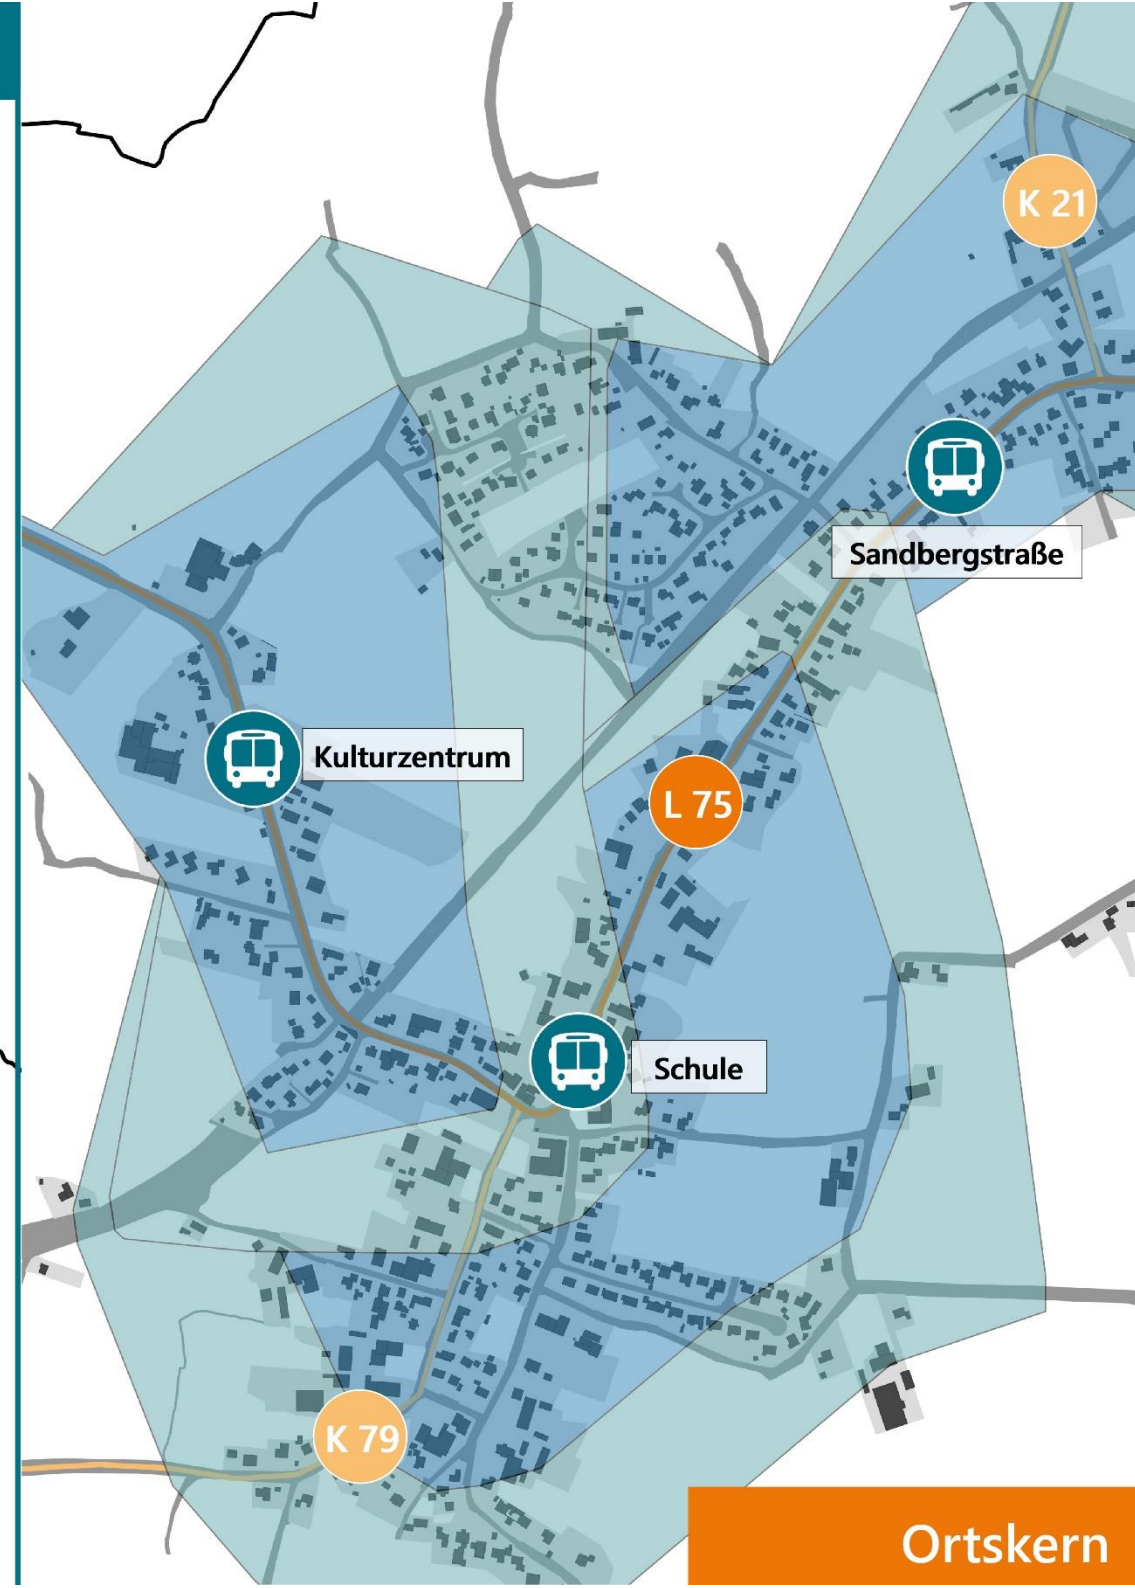 K 21
Sandbergstraße
Kulturzentrum
L 75
Schule
K 79
Ortskern